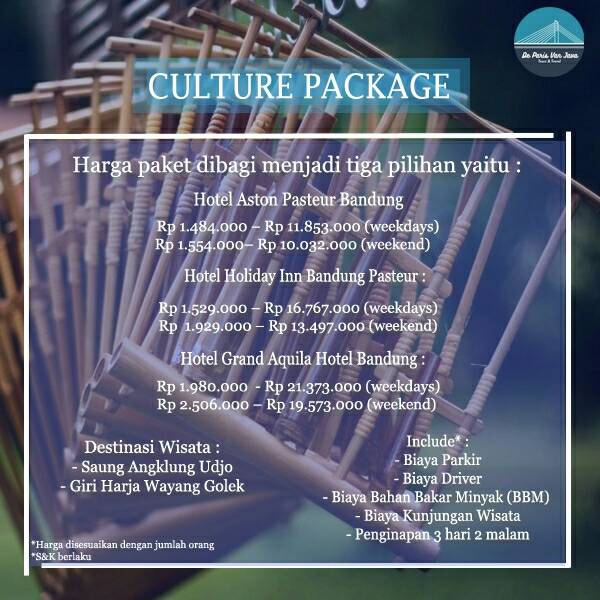 De Paris Van Java
Tour & Travel
CULTURE PACKAGE
Harga paket dibagi menjadi tiga pilihan yaitu :
Hotel Aston Pasteur Bandung
Rp 1.484.000 – Rp 11.853.000 (weekdays)
Rp 1.554.000– Rp 10.032.000 (weekend)
Hotel Holiday Inn Bandung Pasteur :
Rp 1.529.000 – Rp 16.767.000 (weekdays)
Rp 1.929.000 – Rp 13.497.000 (weekend)
Hotel Grand Aquila Hotel Bandung :
Rp 1.980.000 - Rp 21.373.000 (weekdays)
Rp 2.506.000 – Rp 19.573.000 (weekend)
Destinasi Wisata :
- Saung Angklung Udjo
- Giri Harja Wayang Golek
Include* :
- Biaya Parkir
- Biaya Driver
- Biaya Bahan Bakar Minyak (BBM)
- Biaya Kunjungan Wisata
- Penginapan 3 hari 2 malam
*Harga disesuaikan dengan jumlah orang
*S&K berlaku